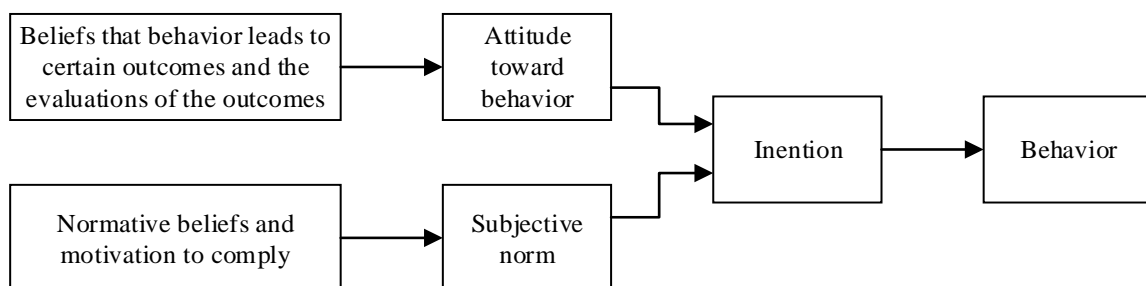 Beliefs that behavior leads to
certain outcomes and the
evaluations of the outcomes
Attitude
toward
behavior
Inention
Behavior
Normative beliefs and
motivation to comply
Subjective
norm